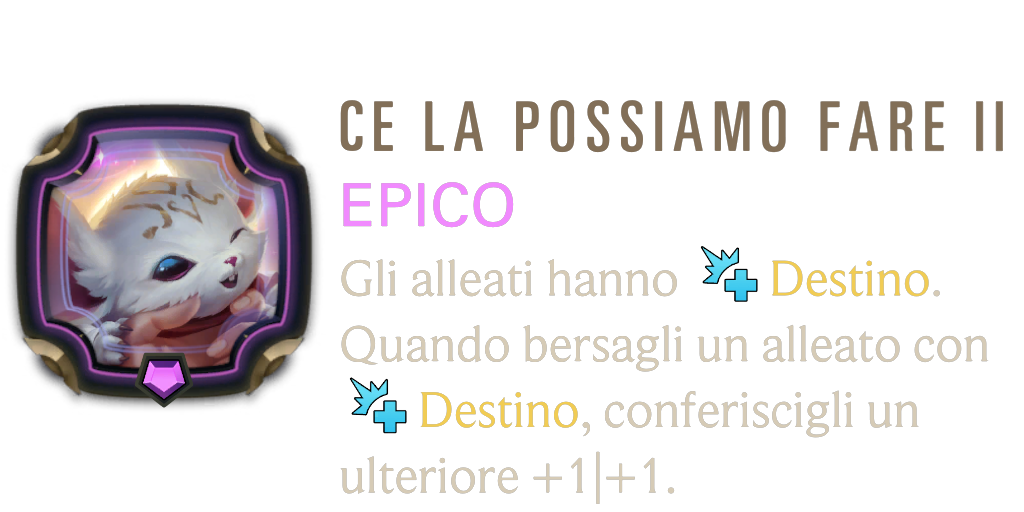 CE LA POSSIAMO FARE II
EPICO
Gli alleati hanno Destino.
Quando bersagli un alleato con
Destino, conferiscigli un
ulteriore +1|+1.